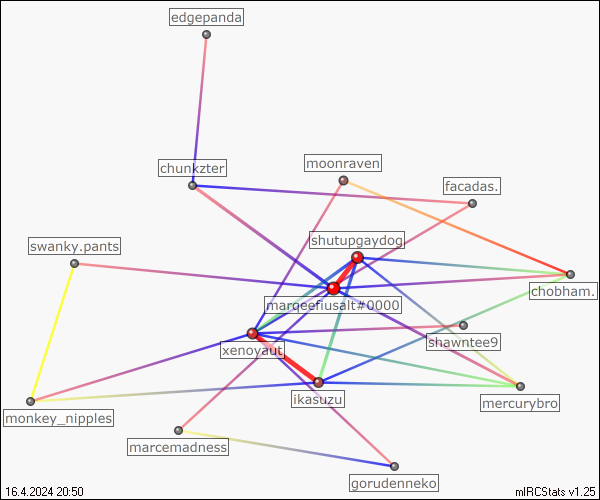 edgepanda
chunkzter
moonraven
facadas.
shutupgaydog
swanky.pants
chobham.
marqeefiusalt#0000
shawntee9
xenoyaut
ikasuzu
mercurybro
monkey_nipples
marcemadness
gorudenneko
16.4.2024 20:50
mIRCStats v1.25